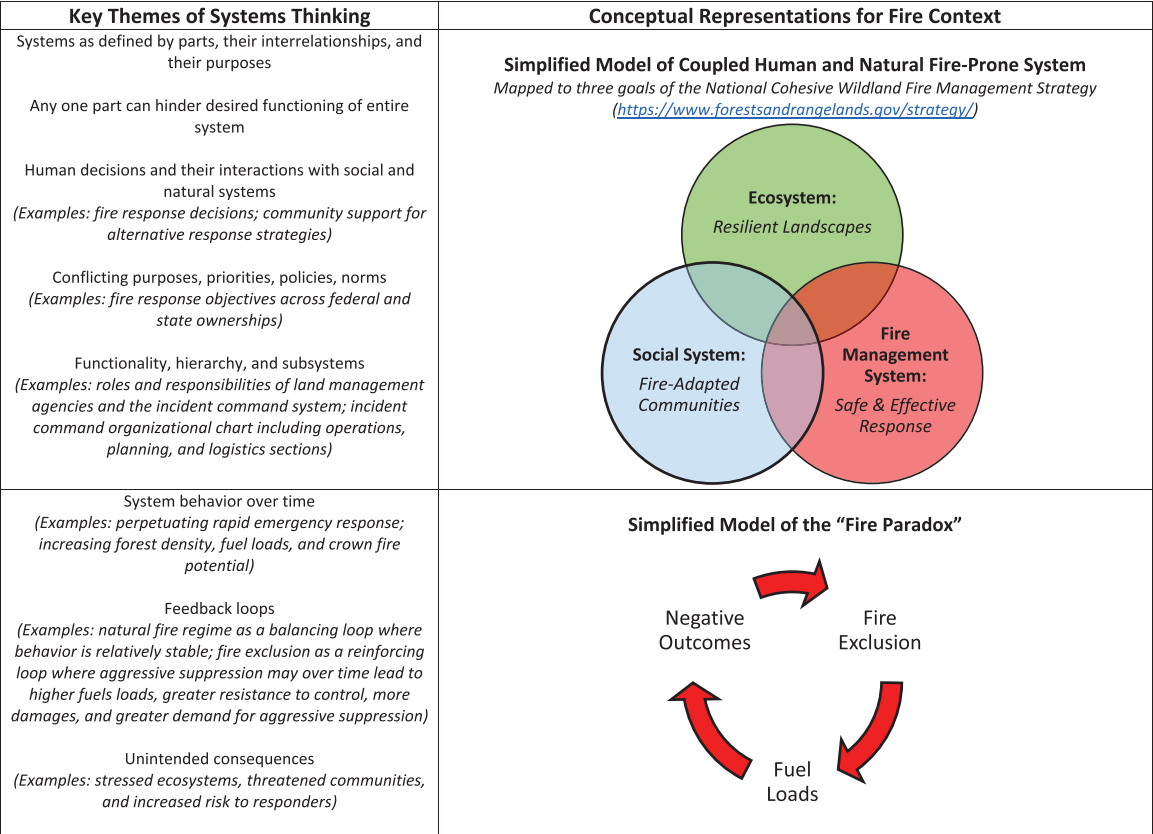 Key Themes of Systems Thinking
Conceptual Representations for Fire Context
Systems as defined by parts, their interrelationships, and
their purposes
Any one part can hinder desired functioning of entire
system
Human decisions and their interactions with social and
natural systems
(Examples: fire response decisions; community support for
alternative response strategies)
Conflicting purposes, priorities, policies, norms
(Examples: fire response objectives across federal and
state ownerships)
Functionality, hierarchy, and subsystems
(Examples: roles and responsibilities of land management
agencies and the incident command system; incident
command organizational chart including operations,
planning, and logistics sections)
Simplified Model of Coupled Human and Natural Fire-Prone System
Mapped to three goals of the National Cohesive Wildland Fire Management Strategy
(https://www.forestsandrangelands.gov/strategy/)
Ecosystem:
Resilient Landscapes
Social System:
Fire-Adapted
Communities
Fire
Management
System:
Safe & Effective
Response
System behavior over time
(Examples: perpetuating rapid emergency response;
increasing forest density, fuel loads, and crown fire
potential)
Feedback loops
(Examples: natural fire regime as a balancing loop where
behavior is relatively stable; fire exclusion as a reinforcing
loop where aggressive suppression may over time lead to
higher fuels loads, greater resistance to control, more
damages, and greater demand for aggressive suppression)
Unintended consequences
(Examples: stressed ecosystems, threatened communities,
and increased risk to responders)
Simplified Model of the “Fire Paradox”
Negative
Outcomes
Fire
Exclusion
Fuel
Loads